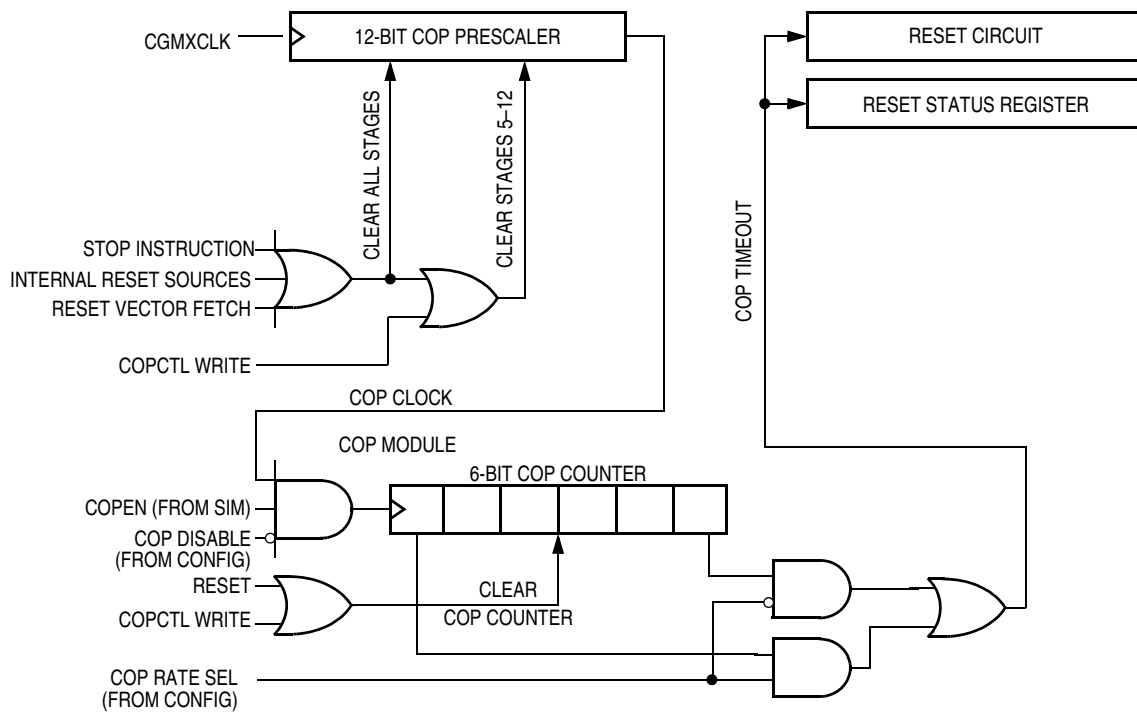 CGMXCLK
12-BIT COP PRESCALER
RESET CIRCUIT
RESET STATUS REGISTER
CLEAR ALL STAGES
CLEAR STAGES 5–12
STOP INSTRUCTION
INTERNAL RESET SOURCES
RESET VECTOR FETCH
COPCTL WRITE
COP TIMEOUT
COP CLOCK
COP MODULE
6-BIT COP COUNTER
COPEN (FROM SIM)
COP DISABLE
(FROM CONFIG)
RESET
COPCTL WRITE
CLEAR
COP COUNTER
COP RATE SEL
(FROM CONFIG)